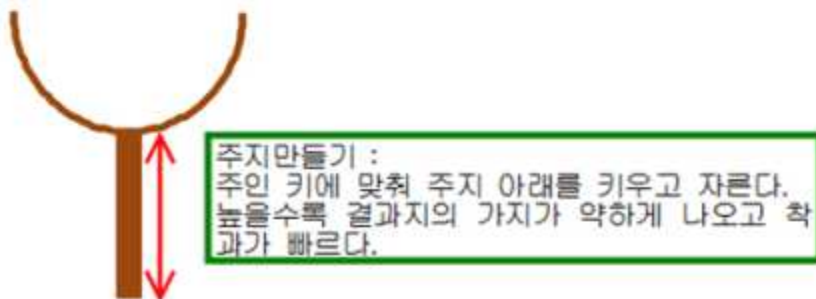 주지만들기 :
주인 키에 맞춰 주지 아래를 키우고 자른다.
높을수록 결과지의 가지가 약하게 나오고 착
과가 빠르다.